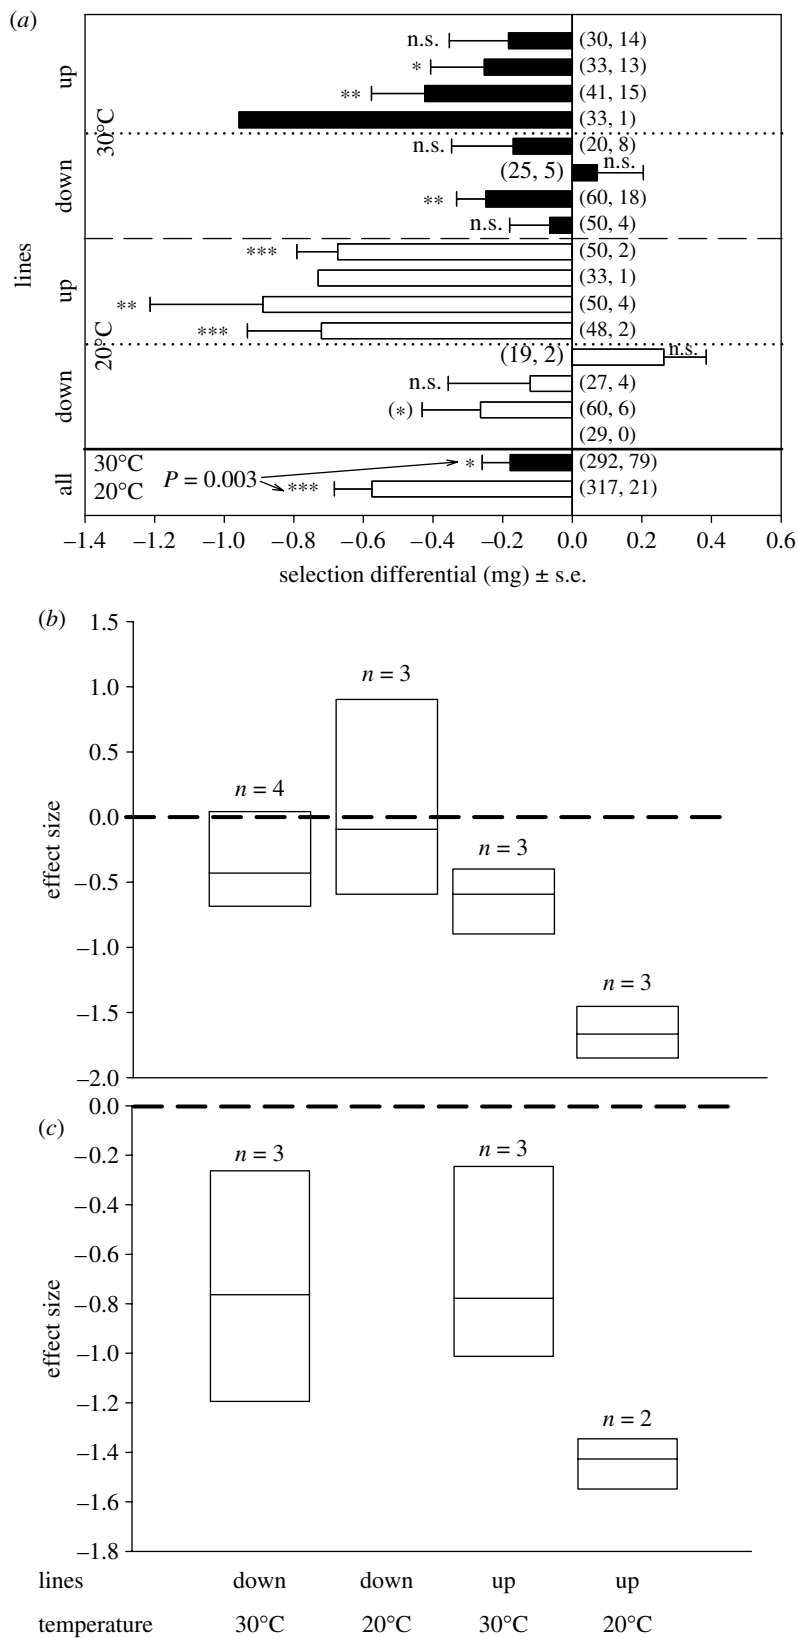 (a)
n.s. (30, 14)
* (33, 13)
** (41, 15)
(33, 1)
up
n.s. (20, 8)
(25, 5) n.s.
** (60, 18)
n.s. (50, 4)
down
30°C
*** (50, 2)
(33, 1)
** (50, 4)
*** (48, 2)
up
(19, 2) n.s.
n.s. (27, 4)
(*) (60, 6)
(29, 0)
down
20°C
lines
30°C * (292, 79)
P = 0.003
20°C *** (317, 21)
all
–1.4 –1.2 –1.0 –0.8 –0.6 –0.4 –0.2 0.0 0.2 0.4 0.6
selection differential (mg) ± s.e.
(b)
1.5
1.0
0.5
0.0
–0.5
–1.0
–1.5
–2.0
effect size
n = 4
n = 3
n = 3
n = 3
(c)
0.0
–0.2
–0.4
–0.6
–0.8
–1.0
–1.2
–1.4
–1.6
–1.8
effect size
n = 3
n = 3
n = 2
lines down down up up
temperature 30°C 20°C 30°C 20°C